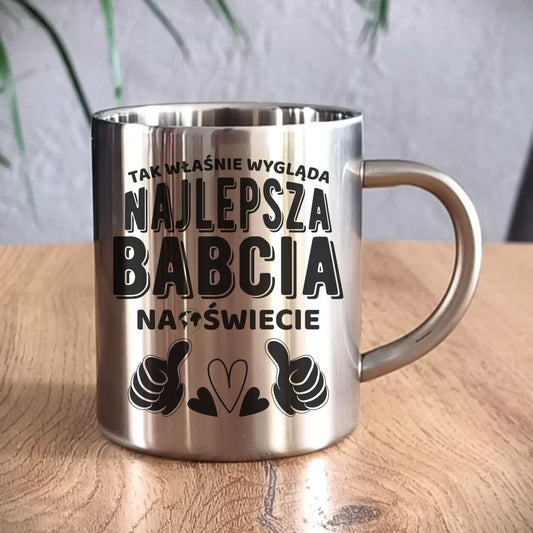 TAK WŁAŚNIE WYGLĄDA
NAJLEPSZA
BABCIA
NA ŚWIECIE